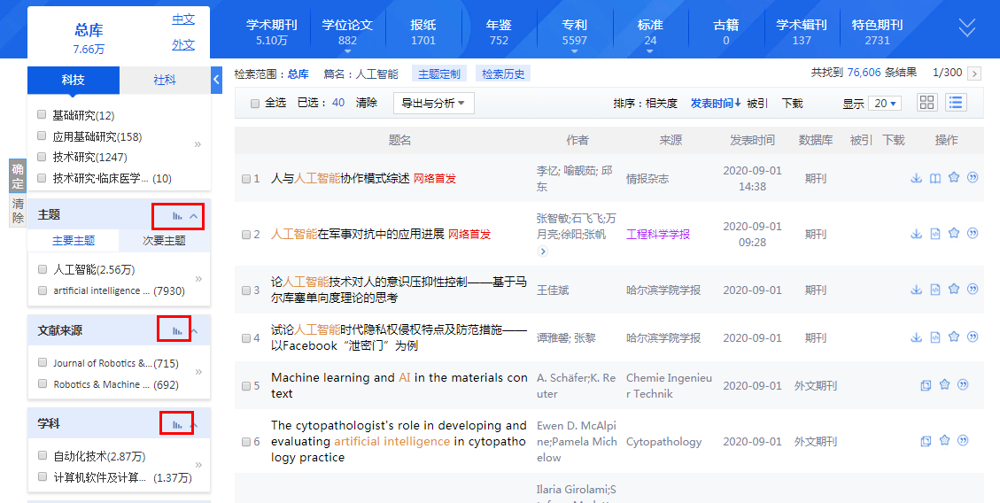 总库
7.66万
中文
外文
学术期刊
5.10万
学位论文
882
报纸
1701
年鉴
752
专利
5597
标准
24
古籍
0
学术辑刊
137
特色期刊
2731
科技
社科
基础研究(12)
应用基础研究(158)
技术研究(1247)
技术研究-临床医学... (10)
»
确定
清除
主题
主要主题
次要主题
人工智能(2.56万)
artificial intelligence ... (7930)
»
文献来源
Journal of Robotics &... (715)
Robotics & Machine ... (692)
»
学科
自动化技术(2.87万)
计算机软件及计算... (1.37万)
»
检索范围：总库 篇名：人工智能 主题定制 检索历史 共找到 76,606 条结果 1/300 >
全选 已选： 40 清除 导出与分析 排序：相关度 发表时间↓ 被引 下载 显示 20
题名 作者 来源 发表时间 数据库 被引 下载 操作
1 人与人工智能协作模式综述 网络首发
李忆; 喻靓茹; 邱
东
情报杂志
2020-09-01
14:38
期刊
2 人工智能在军事对抗中的应用进展 网络首发
张智敏;石飞飞;万
月亮;徐阳;张帆
工程科学学报
2020-09-01
09:28
期刊
3 论人工智能技术对人的意识压抑性控制——基于马
尔库塞单向度理论的思考
王佳斌
哈尔滨学院学报
2020-09-01
期刊
4 试论人工智能时代隐私权侵权特点及防范措施——
以Facebook“泄密门”为例
谭雅馨; 张黎
哈尔滨学院学报
2020-09-01
期刊
5 Machine learning and AI in the materials con
text
A. Schäfer;K. Re
uter
Chemie Ingenieu
r Technik
2020-09-01
外文期刊
6 The cytopathologist's role in developing and
evaluating artificial intelligence in cytopatho
logy practice
Ewen D. McAlpi
ne;Pamela Mich
elow
Cytopathology
2020-09-01
外文期刊
Ilaria Girolami;S